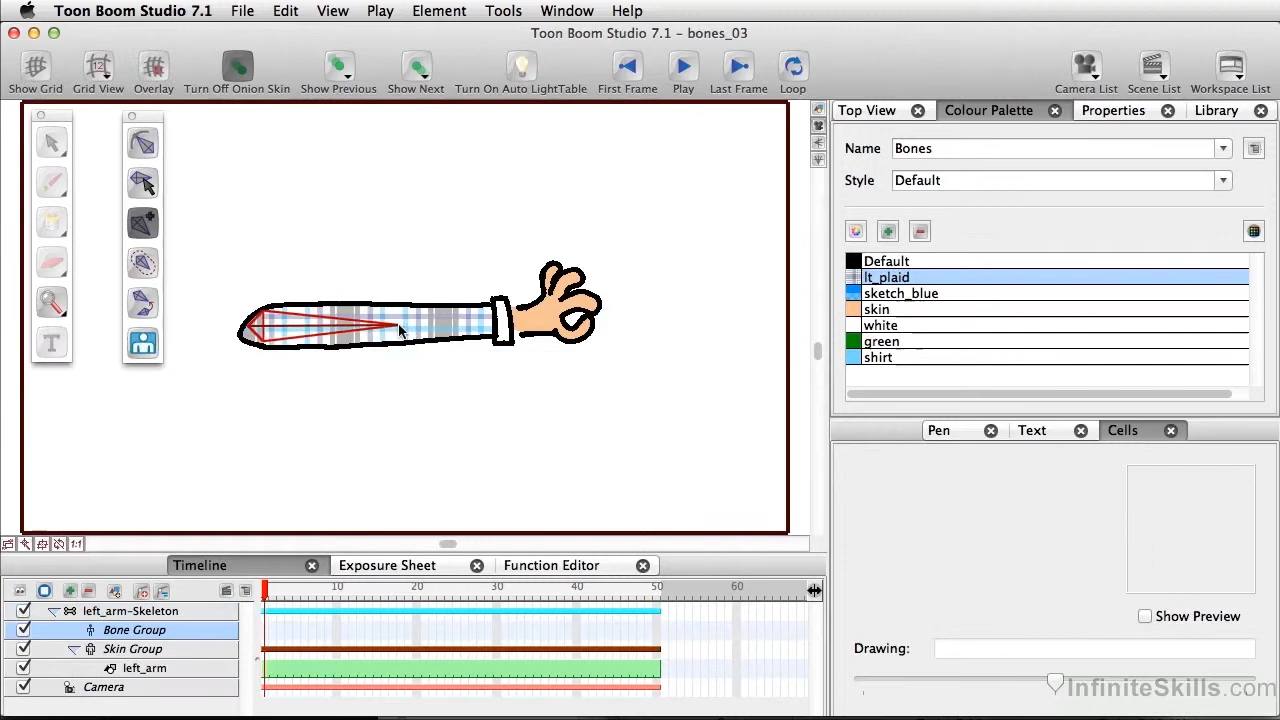 Toon Boom Studio 7.1 File Edit View Play Element Tools Window Help
Toon Boom Studio 7.1 - bones_03
12
Show Grid Grid View Overlay Turn Off Onion Skin Show Previous Show Next Turn On Auto LightTable First Frame Play Last Frame Loop Camera List Scene List Workspace List
Top View Colour Palette Properties Library
Name Bones
Style Default
Default
lt_plaid
sketch_blue
skin
white
green
shirt
T
Pen Text Cells
1:1
Timeline Exposure Sheet Function Editor
10 20 30 40 50 60
left_arm-Skeleton
Bone Group
Skin Group
left_arm
Camera
Show Preview
Drawing:
InfiniteSkills.com